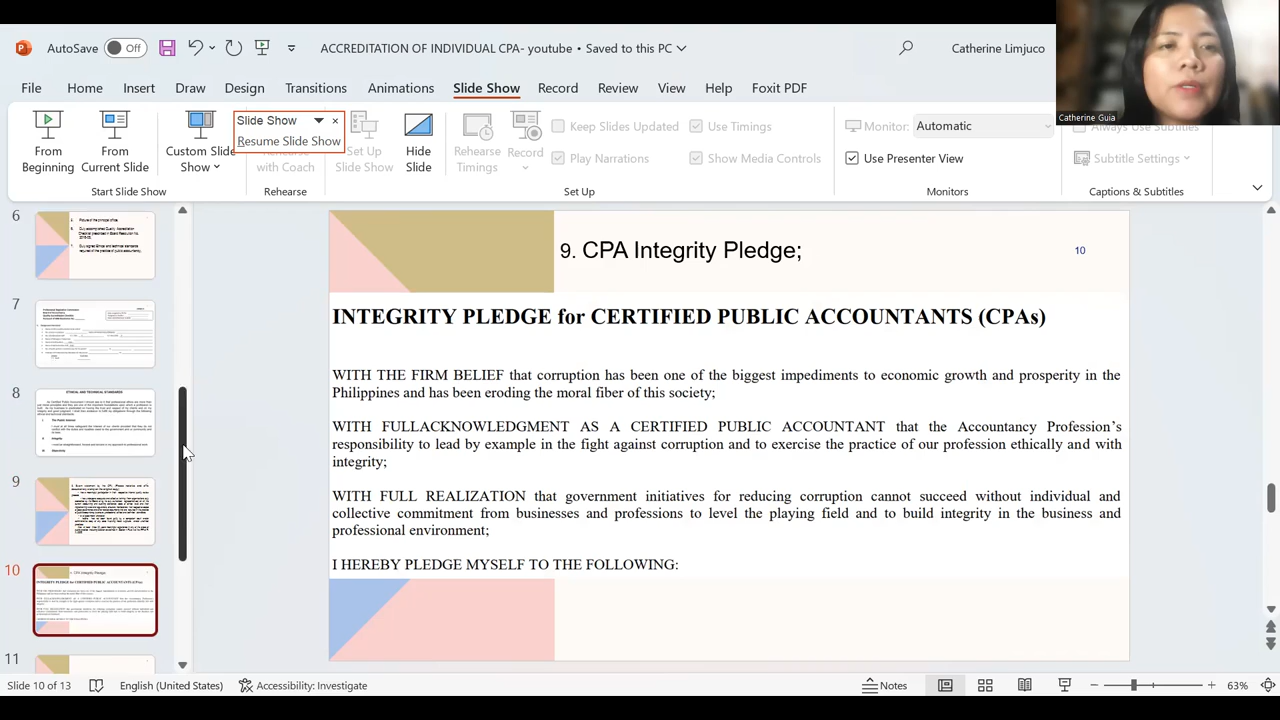 AutoSave Off
ACCREDITATION OF INDIVIDUAL CPA- youtube • Saved to this PC
Catherine Limjuco
File Home Insert Draw Design Transitions Animations Slide Show Record Review View Help Foxit PDF
From Beginning
From Current Slide
Custom Slide Show
Slide Show
Resume Slide Show
Rehearse with Coach
Set Up Slide Show
Hide Slide
Rehearse Timings
Record
Keep Slides Updated
Play Narrations
Use Timings
Show Media Controls
Monitor: Automatic
Use Presenter View
Always Use Subtitles
Subtitle Settings
Catherine Guia
Start Slide Show
Rehearse
Set Up
Monitors
Captions & Subtitles
6
7
8
ETHICAL AND TECHNICAL STANDARDS
9
10
11
9. CPA Integrity Pledge;
10
INTEGRITY PLEDGE for CERTIFIED PUBLIC ACCOUNTANTS (CPAs)
WITH THE FIRM BELIEF that corruption has been one of the biggest impediments to economic growth and prosperity in the
Philippines and has been eroding the moral fiber of this society;
WITH FULLACKNOWLEDGMENT AS A CERTIFIED PUBLIC ACCOUNTANT that the Accountancy Profession's
responsibility to lead by example in the fight against corruption and to exercise the practice of our profession ethically and with
integrity;
WITH FULL REALIZATION that government initiatives for reducing corruption cannot succeed without individual and
collective commitment from businesses and professions to level the playing field and to build integrity in the business and
professional environment;
I HEREBY PLEDGE MYSELF TO THE FOLLOWING:
Slide 10 of 13
English (United States)
Accessibility: Investigate
Notes
63%